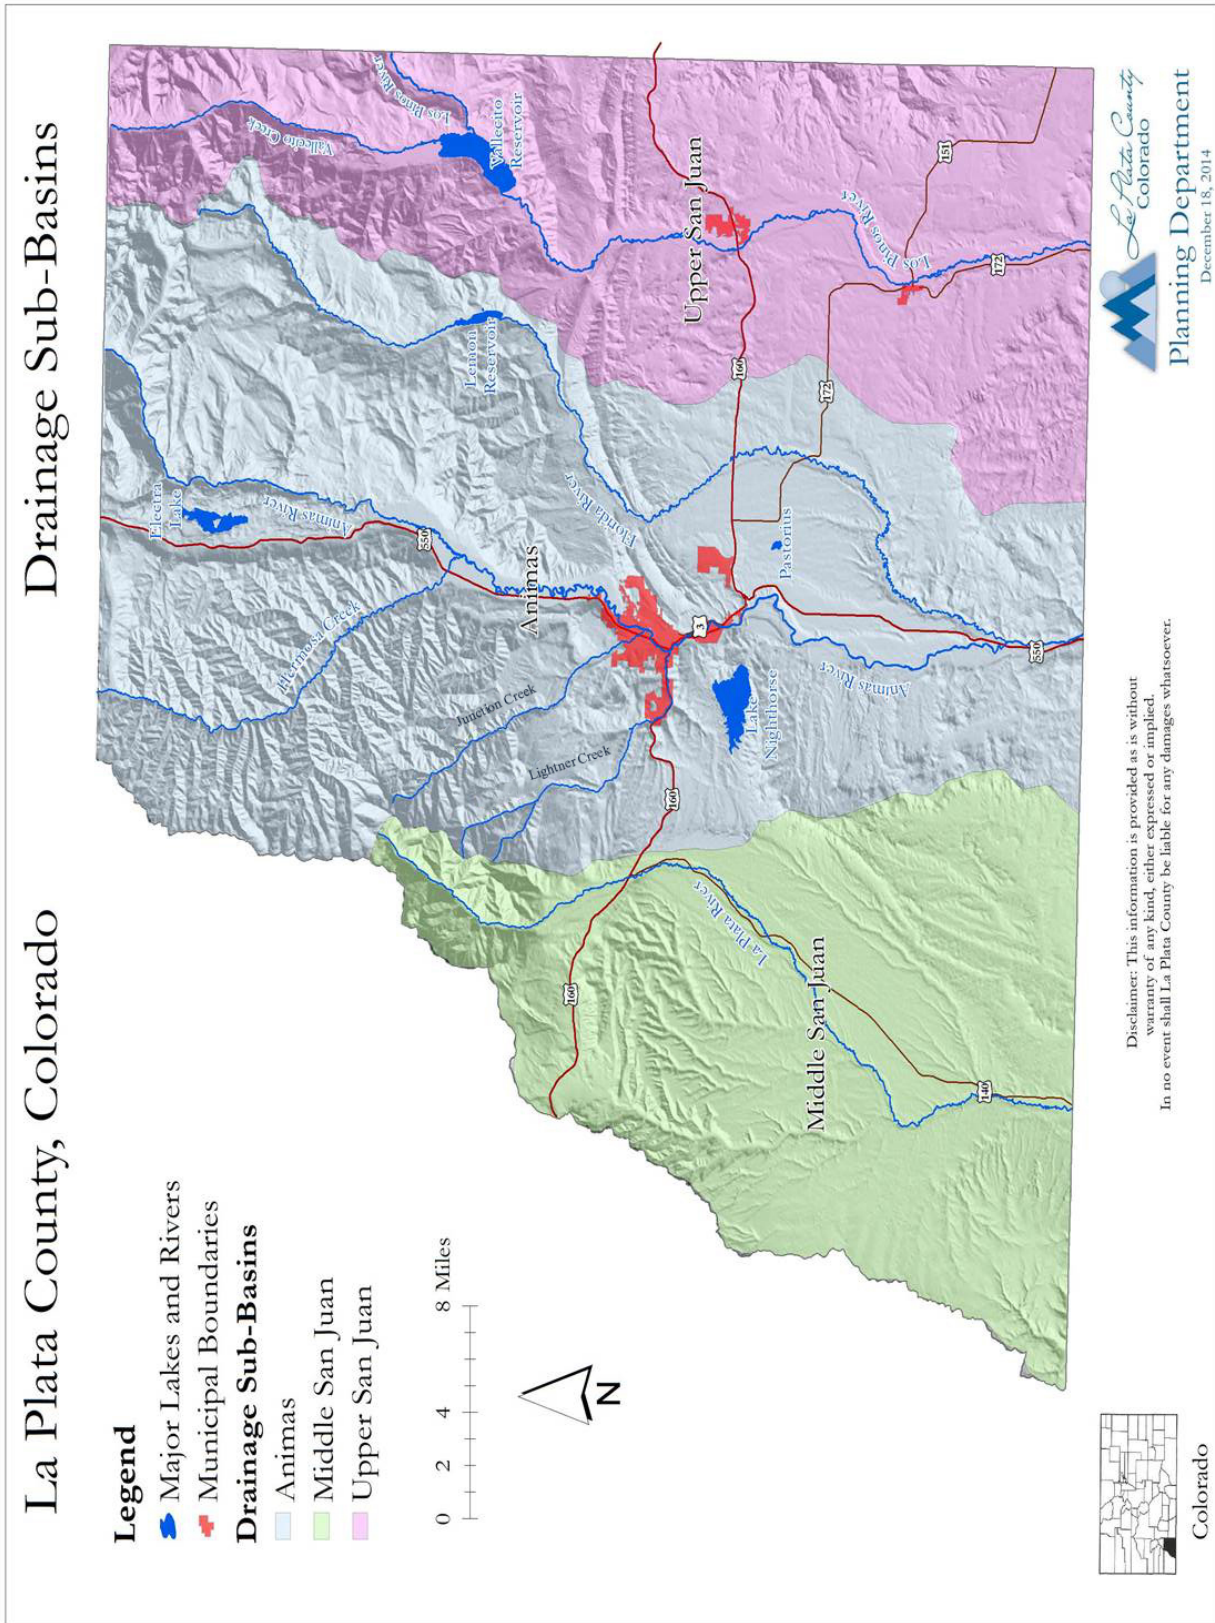 La Plata County, Colorado
Drainage Sub-Basins
Legend
Major Lakes and Rivers
Municipal Boundaries
Drainage Sub-Basins
Animas
Middle San Juan
Upper San Juan
0 2 4 8 Miles
N
Electra
Lake
Animas River
550
Hermosa Creek
Junction Creek
Lightner Creek
Animas
Vallecito Creek
Los Pinos River
Vallecito
Reservoir
Lemon
Reservoir
Florida River
Upper San Juan
160
160
160
3
Lake
Nighthorse
Pastorius
172
Los Pinos River
Los Pinos River
151
172
Animas River
550
La Plata River
Middle San Juan
140
Colorado
Disclaimer: This information is provided as is without
warranty of any kind, either expressed or implied.
In no event shall La Plata County be liable for any damages whatsoever.
La Plata County
Colorado
Planning Department
December 18, 2014